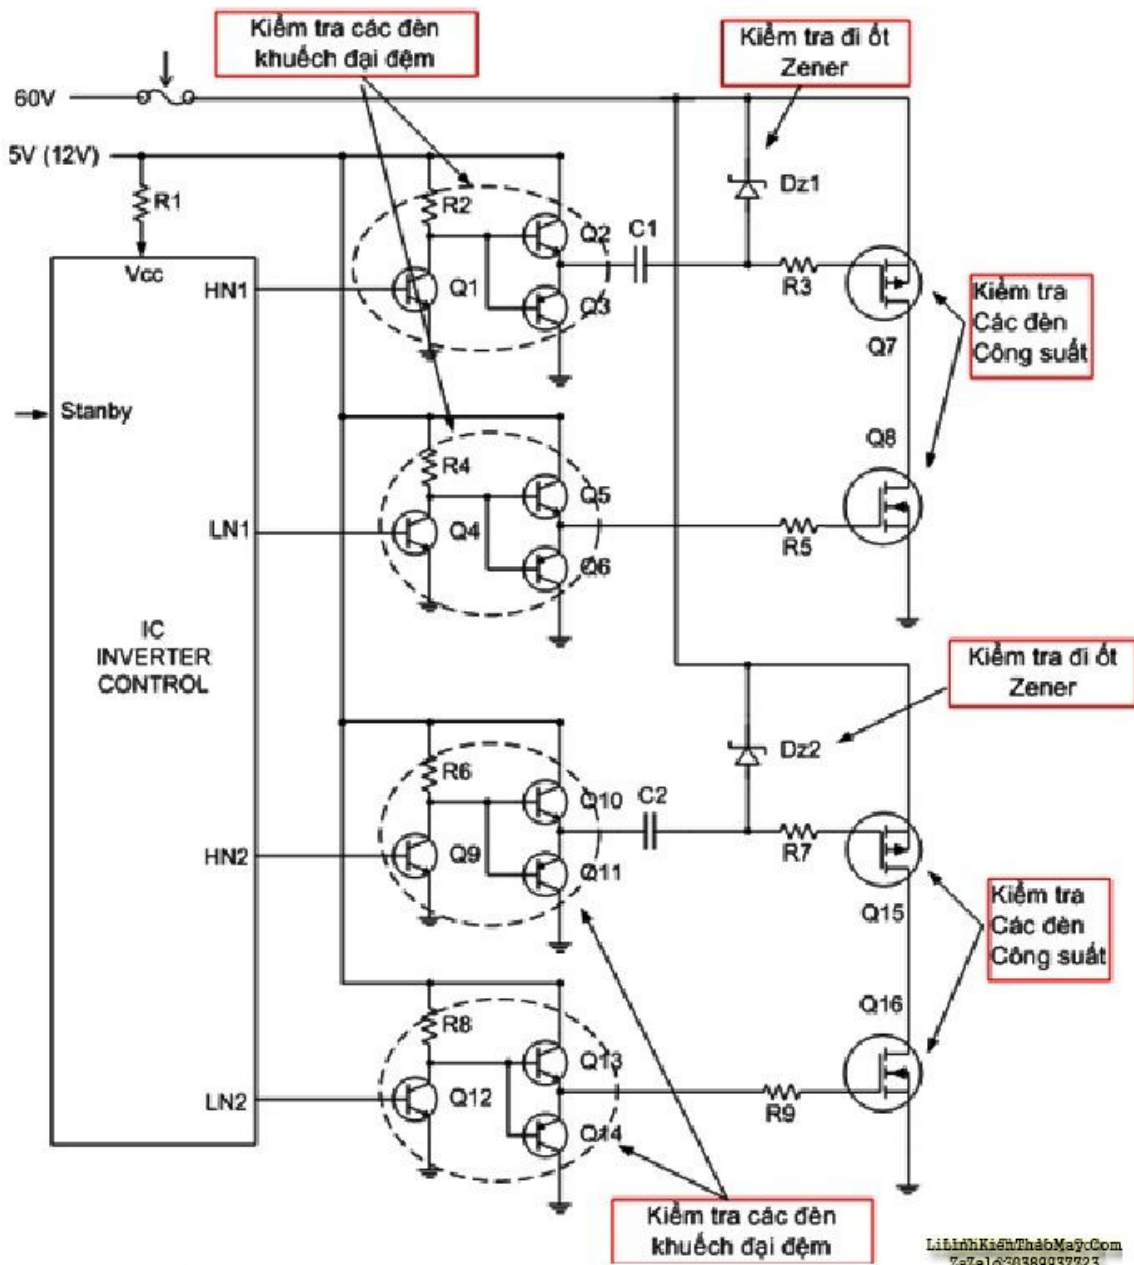 Kiểm tra các đèn
khuếch đại đệm
Kiểm tra đi ốt
Zener
60V
5V (12V)
R1
R2
Q2
C1
Dz1
Vcc
HN1
Q1
Q3
R3
Q7
Kiểm tra
Các đèn
Công suất
Stanby
Q8
R4
Q5
LN1
Q4
Q6
R5
IC
INVERTER
CONTROL
Kiểm tra đi ốt
Zener
Dz2
R6
Q10
C2
HN2
Q9
Q11
R7
Q15
Kiểm tra
Các đèn
Công suất
Q16
R8
Q13
LN2
Q12
Q14
R9
Kiểm tra các đèn
khuếch đại đệm